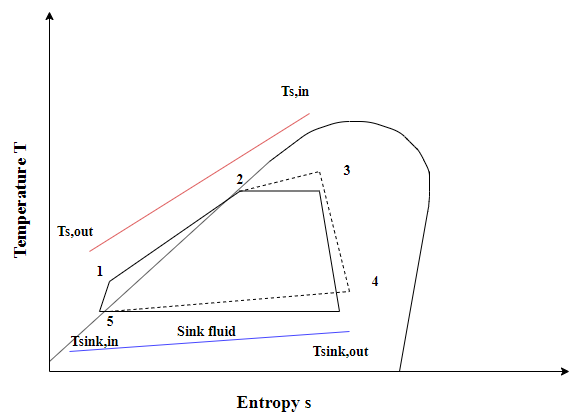 Ts,in
2
3
Ts,out
1
4
5
Sink fluid
Tsink,in
Tsink,out
Temperature T
Entropy s